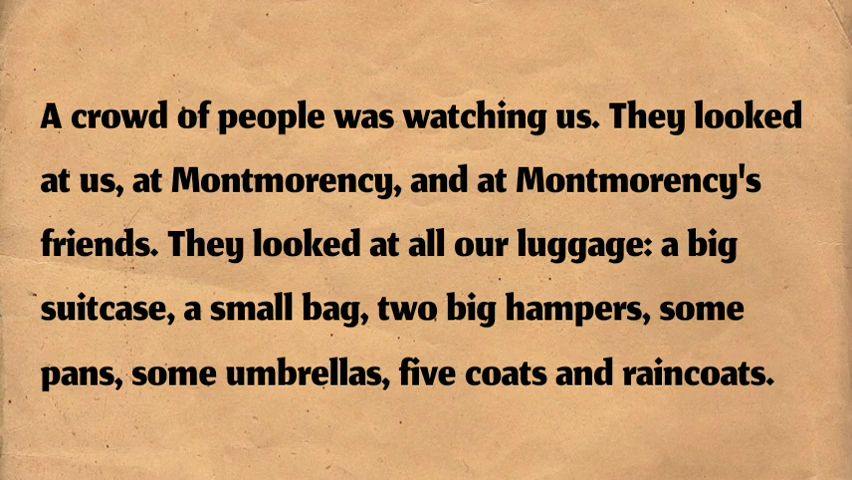 A crowd of people was watching us. They looked
at us, at Montmorency, and at Montmorency's
friends. They looked at all our luggage: a big
suitcase, a small bag, two big hampers, some
pans, some umbrellas, five coats and raincoats.